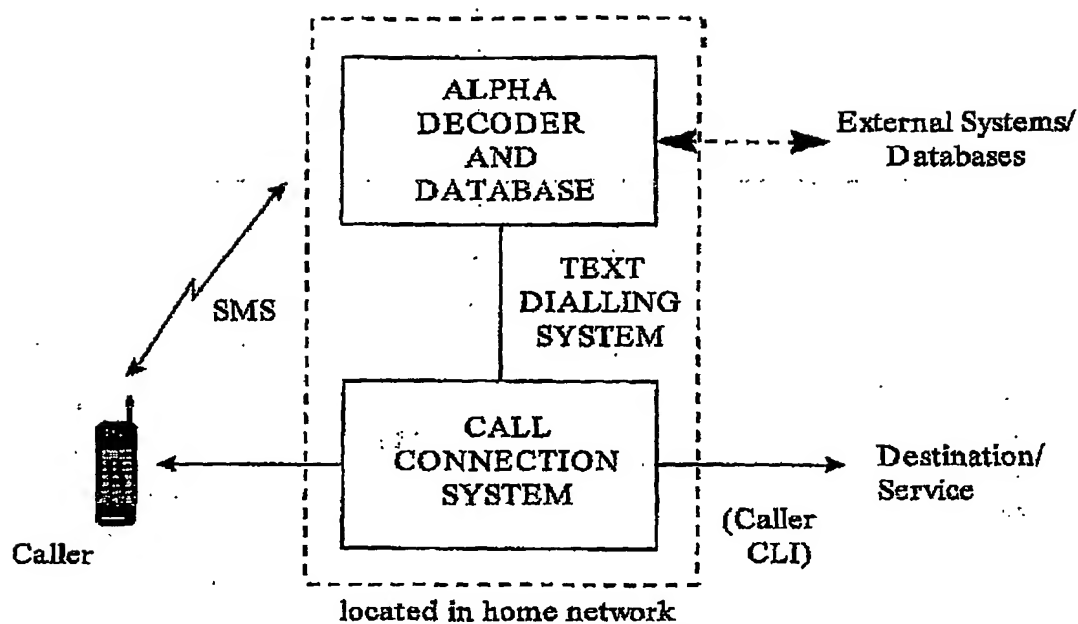 ALPHA
DECODER
AND
DATABASE
External Systems/
Databases
SMS
TEXT
DIALLING
SYSTEM
CALL
CONNECTION
SYSTEM
Destination/
Service
(Caller
CLI)
Caller
located in home network